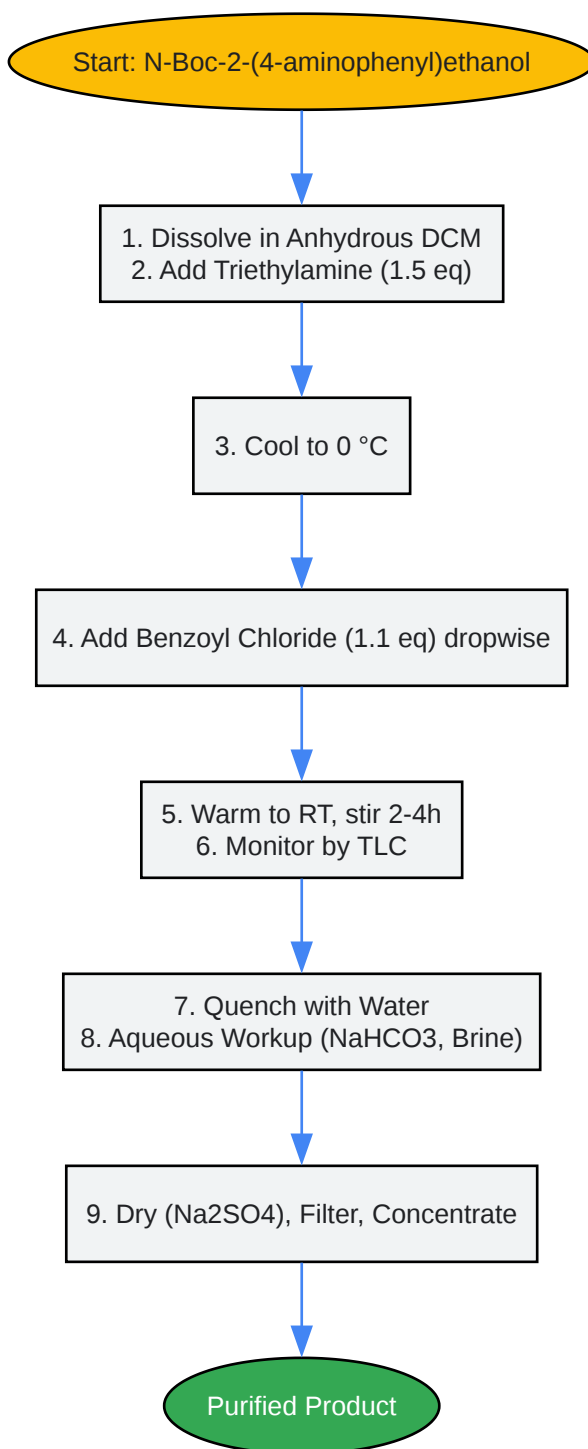 Start: N-Boc-2-(4-aminophenyl)ethanol
1. Dissolve in Anhydrous DCM
2. Add Triethylamine (1.5 eq)
3. Cool to 0 °C
4. Add Benzoyl Chloride (1.1 eq) dropwise
5. Warm to RT, stir 2-4h
6. Monitor by TLC
7. Quench with Water
8. Aqueous Workup (NaHCO3, Brine)
9. Dry (Na2SO4), Filter, Concentrate
Purified Product